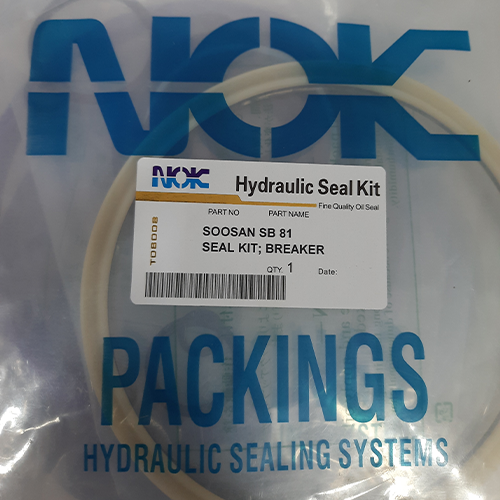 NOK
NOK
Hydraulic Seal Kit
Fine Quality Oil Seal
PART NO PART NAME
TOBOOB
SOOSAN SB 81
SEAL KIT; BREAKER
QTY. 1 Date:
PACKINGS
HYDRAULIC SEALING SYSTEMS